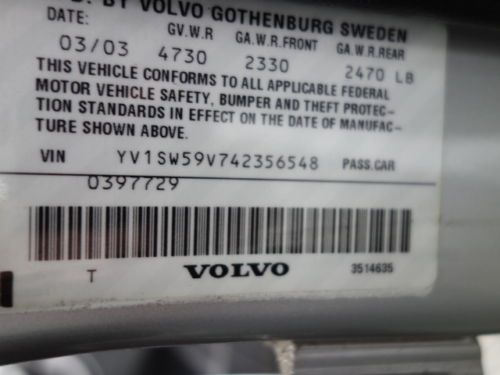 BY VOLVO GOTHENBURG SWEDEN
DATE: GV.W.R GA.W.R.FRONT GA.W.R.REAR
03/03 4730 2330 2470 LB
THIS VEHICLE CONFORMS TO ALL APPLICABLE FEDERAL
MOTOR VEHICLE SAFETY, BUMPER AND THEFT PROTEC-
TION STANDARDS IN EFFECT ON THE DATE OF MANUFAC-
TURE SHOWN ABOVE.
VIN YV1SW59V742356548 PASS.CAR
0397729
T VOLVO 3514635